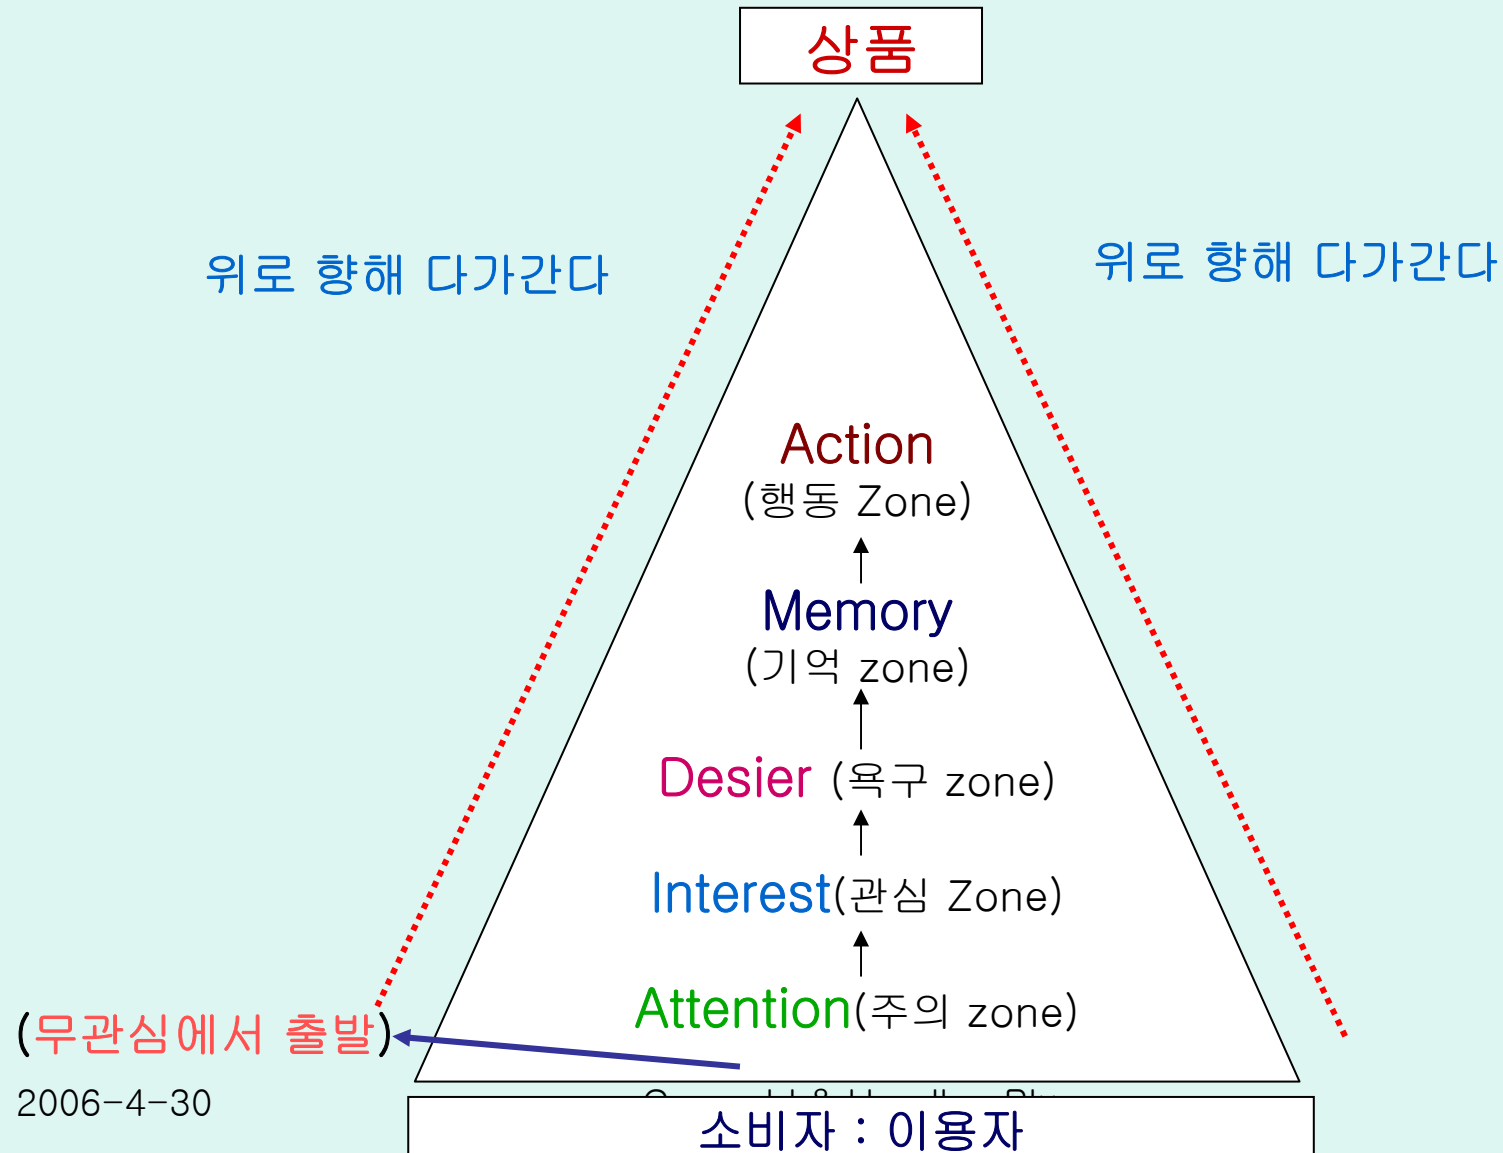 상품
위로 향해 다가간다
위로 향해 다가간다
Action
(행동 Zone)
Memory
(기억 zone)
Desier (욕구 zone)
Interest(관심 Zone)
Attention(주의 zone)
(무관심에서 출발)
2006-4-30
소비자 : 이용자